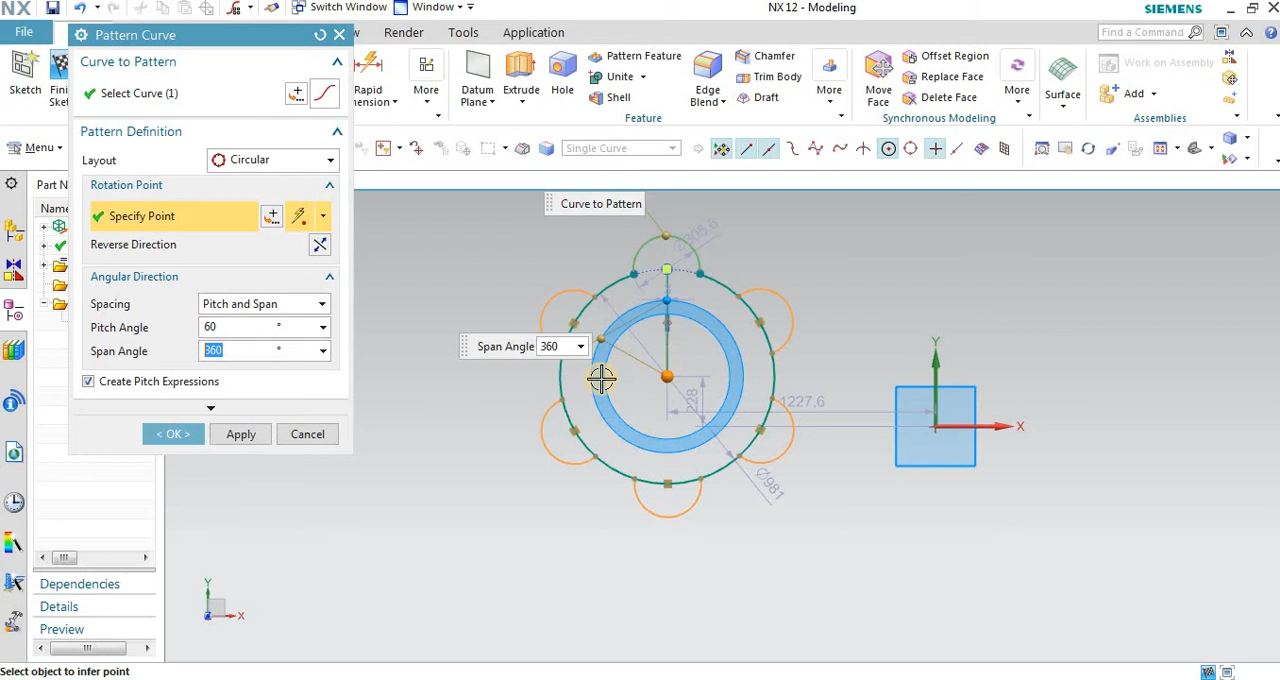 NX
Switch Window
Window
NX 12 - Modeling
SIEMENS
Pattern Curve
File
Render
Tools
Application
Find a Command
Curve to Pattern
Select Curve (1)
Sketch
More
Datum
Plane
Extrude
Hole
Pattern Feature
Unite
Shell
Edge
Blend
Chamfer
Trim Body
Draft
More
Move
Face
Offset Region
Replace Face
Delete Face
More
Surface
Work on Assembly
Add
Feature
Synchronous Modeling
Assemblies
Pattern Definition
Menu
Single Curve
Layout
Circular
Rotation Point
Specify Point
Reverse Direction
Angular Direction
Spacing
Pitch and Span
Pitch Angle
60 °
Span Angle
360 °
Create Pitch Expressions
< OK >
Apply
Cancel
Curve to Pattern
Span Angle 360
228
1227,6
Ø981
Y
X
Y
X
Dependencies
Details
Preview
Select object to infer point